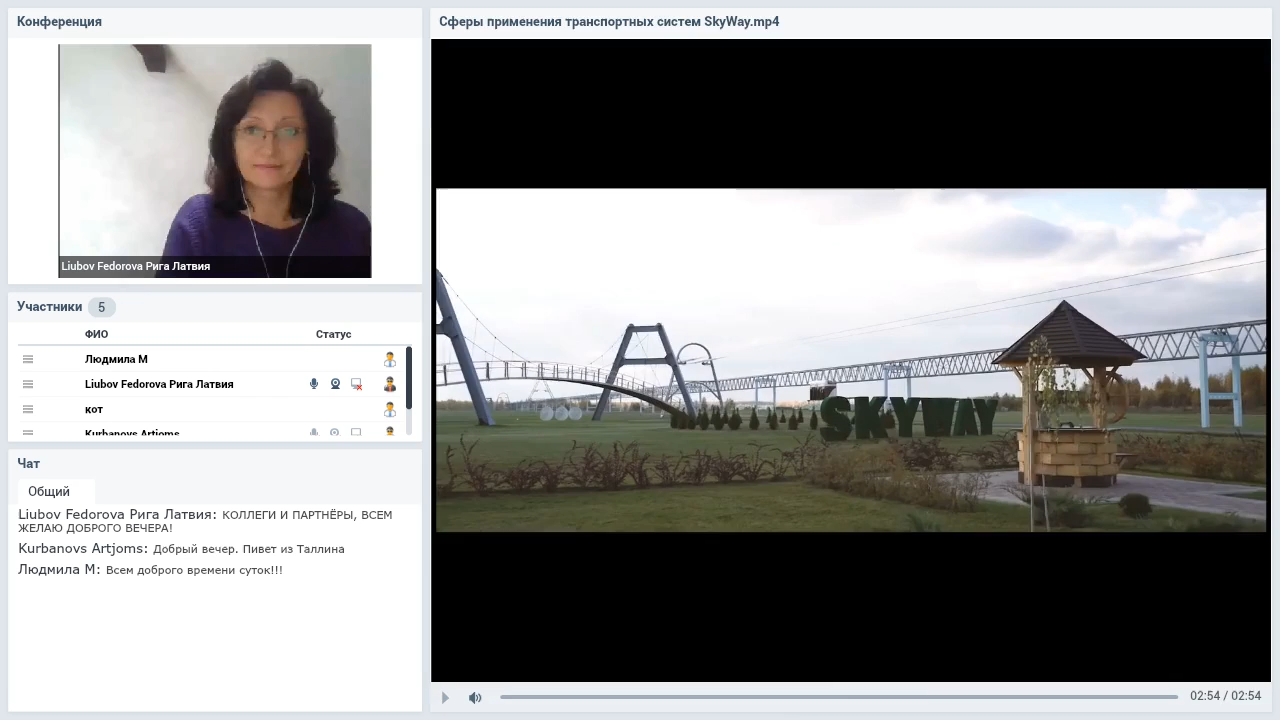 Конференция
Liubov Fedorova Рига Латвия
Участники 5
ФИО Статус
Людмила М
Liubov Fedorova Рига Латвия
кот
Kurbanovs Artjoms
Чат
Общий
Liubov Fedorova Рига Латвия: КОЛЛЕГИ И ПАРТНЁРЫ, ВСЕМ
ЖЕЛАЮ ДОБРОГО ВЕЧЕРА!
Kurbanovs Artjoms: Добрый вечер. Пивет из Таллина
Людмила М: Всем доброго времени суток!!!
Сферы применения транспортных систем SkyWay.mp4
SKYWAY
02:54 / 02:54